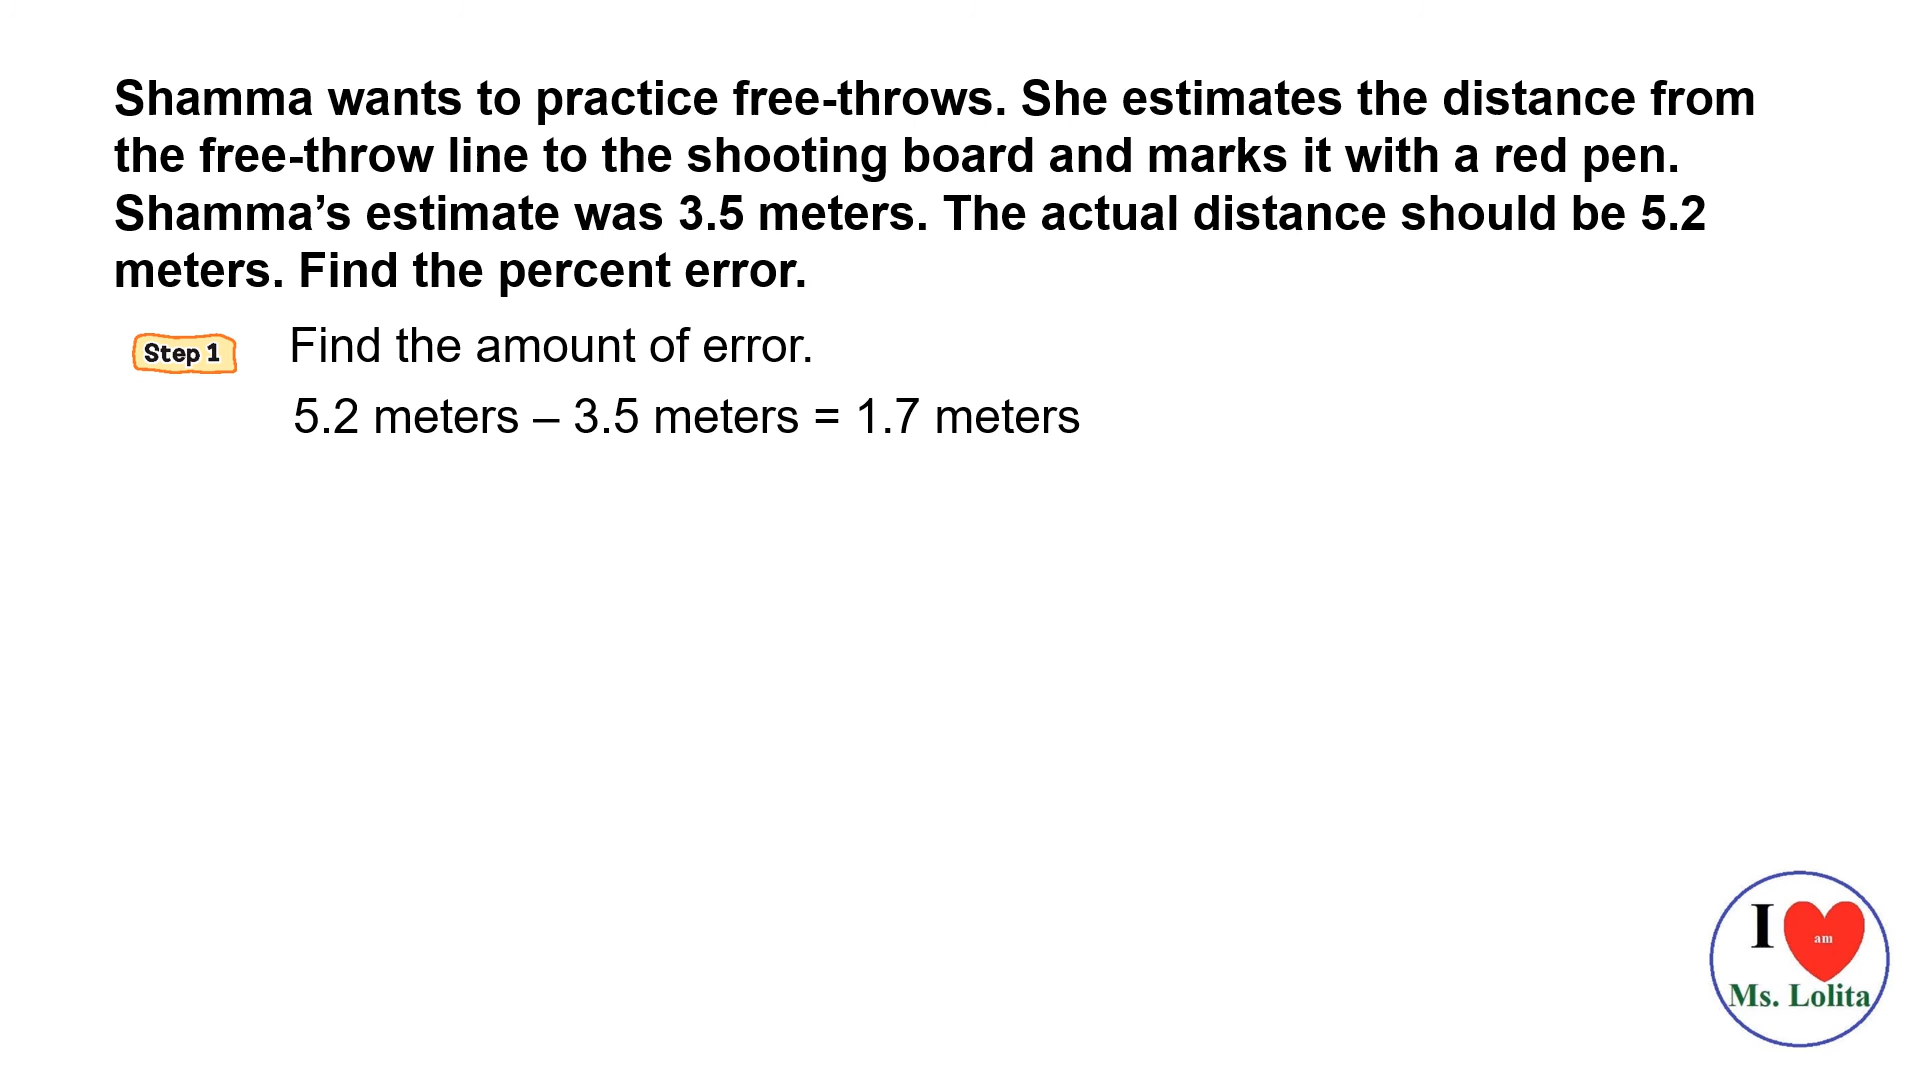 Shamma wants to practice free-throws. She estimates the distance from
the free-throw line to the shooting board and marks it with a red pen.
Shamma’s estimate was 3.5 meters. The actual distance should be 5.2
meters. Find the percent error.
Step 1 Find the amount of error.
5.2 meters – 3.5 meters = 1.7 meters
I am
Ms. Lolita